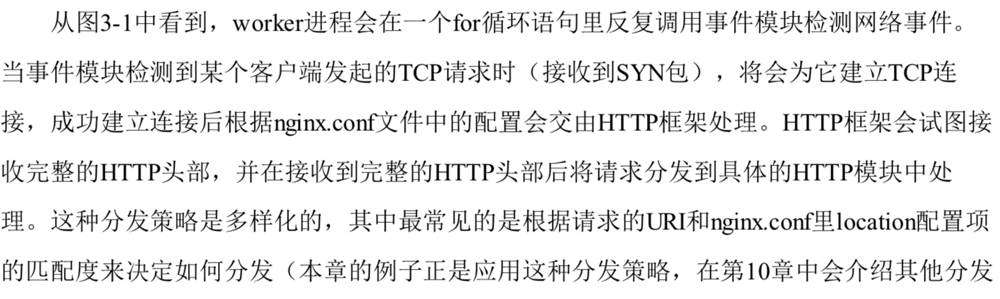 从图3-1中看到，worker进程会在一个for循环语句里反复调用事件模块检测网络事件。
当事件模块检测到某个客户端发起的TCP请求时（接收到SYN包），将会为它建立TCP连
接，成功建立连接后根据nginx.conf文件中的配置会交由HTTP框架处理。HTTP框架会试图接
收完整的HTTP头部，并在接收到完整的HTTP头部后将请求分发到具体的HTTP模块中处
理。这种分发策略是多样化的，其中最常见的是根据请求的URI和nginx.conf里location配置项
的匹配度来决定如何分发（本章的例子正是应用这种分发策略，在第10章中会介绍其他分发